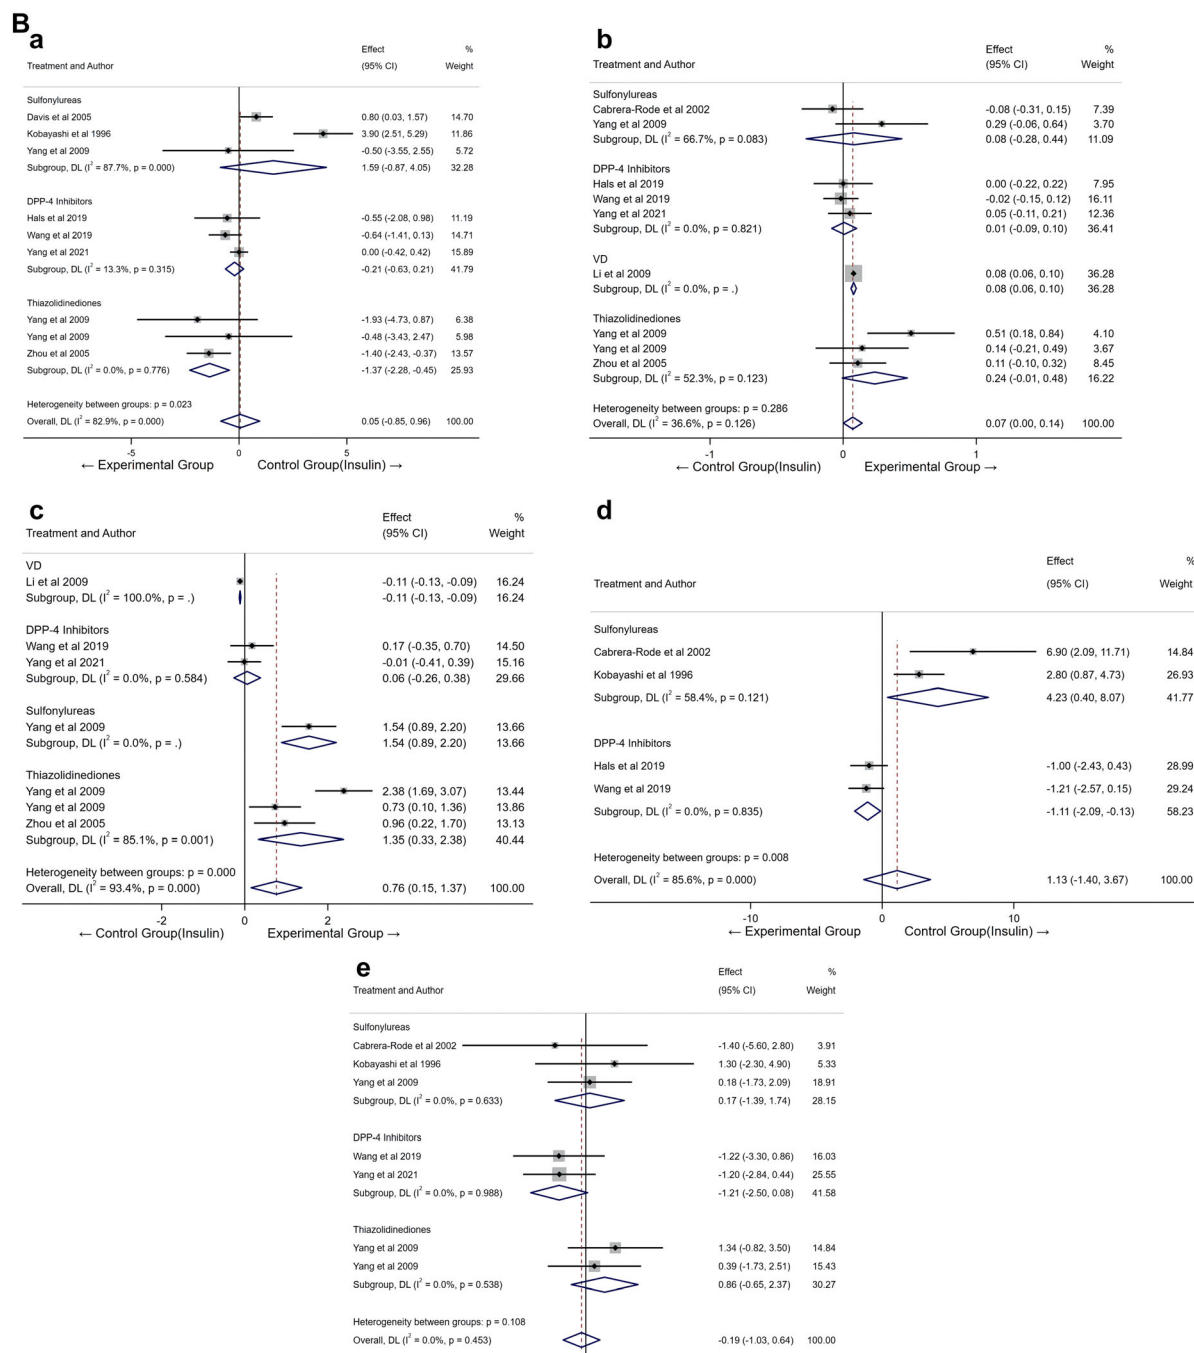 B
a
Effect %
Treatment and Author (95% CI) Weight
Sulfonylureas
Davis et al 2005 0.80 (0.03, 1.57) 14.70
Kobayashi et al 1996 3.90 (2.51, 5.29) 11.86
Yang et al 2009 -0.50 (-3.55, 2.55) 5.72
Subgroup, DL (I² = 87.7%, p = 0.000) 1.59 (-0.87, 4.05) 32.28
DPP-4 Inhibitors
Hals et al 2019 -0.55 (-2.08, 0.98) 11.19
Wang et al 2019 -0.64 (-1.41, 0.13) 14.71
Yang et al 2021 0.00 (-0.42, 0.42) 15.89
Subgroup, DL (I² = 13.3%, p = 0.315) -0.21 (-0.63, 0.21) 41.79
Thiazolidinediones
Yang et al 2009 -1.93 (-4.73, 0.87) 6.38
Yang et al 2009 -0.48 (-3.43, 2.47) 5.98
Zhou et al 2005 -1.40 (-2.43, -0.37) 13.57
Subgroup, DL (I² = 0.0%, p = 0.776) -1.37 (-2.28, -0.45) 25.93
Heterogeneity between groups: p = 0.023
Overall, DL (I² = 82.9%, p = 0.000) 0.05 (-0.85, 0.96) 100.00
-5 0 5
← Experimental Group Control Group(Insulin) →
b
Effect %
Treatment and Author (95% CI) Weight
Sulfonylureas
Cabrera-Rode et al 2002 -0.08 (-0.31, 0.15) 7.39
Yang et al 2009 0.29 (-0.06, 0.64) 3.70
Subgroup, DL (I² = 66.7%, p = 0.083) 0.08 (-0.28, 0.44) 11.09
DPP-4 Inhibitors
Hals et al 2019 0.00 (-0.22, 0.22) 7.95
Wang et al 2019 -0.02 (-0.15, 0.12) 16.11
Yang et al 2021 0.05 (-0.11, 0.21) 12.36
Subgroup, DL (I² = 0.0%, p = 0.821) 0.01 (-0.09, 0.10) 36.41
VD
Li et al 2009 0.08 (0.06, 0.10) 36.28
Subgroup, DL (I² = 0.0%, p = .) 0.08 (0.06, 0.10) 36.28
Thiazolidinediones
Yang et al 2009 0.51 (0.18, 0.84) 4.10
Yang et al 2009 0.14 (-0.21, 0.49) 3.67
Zhou et al 2005 0.11 (-0.10, 0.32) 8.45
Subgroup, DL (I² = 52.3%, p = 0.123) 0.24 (-0.01, 0.48) 16.22
Heterogeneity between groups: p = 0.286
Overall, DL (I² = 36.6%, p = 0.126) 0.07 (0.00, 0.14) 100.00
-1 0 1
← Control Group(Insulin) Experimental Group →
c
Effect %
Treatment and Author (95% CI) Weight
VD
Li et al 2009 -0.11 (-0.13, -0.09) 16.24
Subgroup, DL (I² = 100.0%, p = .) -0.11 (-0.13, -0.09) 16.24
DPP-4 Inhibitors
Wang et al 2019 0.17 (-0.35, 0.70) 14.50
Yang et al 2021 -0.01 (-0.41, 0.39) 15.16
Subgroup, DL (I² = 0.0%, p = 0.584) 0.06 (-0.26, 0.38) 29.66
Sulfonylureas
Yang et al 2009 1.54 (0.89, 2.20) 13.66
Subgroup, DL (I² = 0.0%, p = .) 1.54 (0.89, 2.20) 13.66
Thiazolidinediones
Yang et al 2009 2.38 (1.69, 3.07) 13.44
Yang et al 2009 0.73 (0.10, 1.36) 13.86
Zhou et al 2005 0.96 (0.22, 1.70) 13.13
Subgroup, DL (I² = 85.1%, p = 0.001) 1.35 (0.33, 2.38) 40.44
Heterogeneity between groups: p = 0.000
Overall, DL (I² = 93.4%, p = 0.000) 0.76 (0.15, 1.37) 100.00
-2 0 2
← Control Group(Insulin) Experimental Group →
d
Effect %
Treatment and Author (95% CI) Weight
Sulfonylureas
Cabrera-Rode et al 2002 6.90 (2.09, 11.71) 14.84
Kobayashi et al 1996 2.80 (0.87, 4.73) 26.93
Subgroup, DL (I² = 58.4%, p = 0.121) 4.23 (0.40, 8.07) 41.77
DPP-4 Inhibitors
Hals et al 2019 -1.00 (-2.43, 0.43) 28.99
Wang et al 2019 -1.21 (-2.57, 0.15) 29.24
Subgroup, DL (I² = 0.0%, p = 0.835) -1.11 (-2.09, -0.13) 58.23
Heterogeneity between groups: p = 0.008
Overall, DL (I² = 85.6%, p = 0.000) 1.13 (-1.40, 3.67) 100.00
-10 0 10
← Experimental Group Control Group(Insulin) →
e
Effect %
Treatment and Author (95% CI) Weight
Sulfonylureas
Cabrera-Rode et al 2002 -1.40 (-5.60, 2.80) 3.91
Kobayashi et al 1996 1.30 (-2.30, 4.90) 5.33
Yang et al 2009 0.18 (-1.73, 2.09) 18.91
Subgroup, DL (I² = 0.0%, p = 0.633) 0.17 (-1.39, 1.74) 28.15
DPP-4 Inhibitors
Wang et al 2019 -1.22 (-3.30, 0.86) 16.03
Yang et al 2021 -1.20 (-2.84, 0.44) 25.55
Subgroup, DL (I² = 0.0%, p = 0.988) -1.21 (-2.50, 0.08) 41.58
Thiazolidinediones
Yang et al 2009 1.34 (-0.82, 3.50) 14.84
Yang et al 2009 0.39 (-1.73, 2.51) 15.43
Subgroup, DL (I² = 0.0%, p = 0.538) 0.86 (-0.65, 2.37) 30.27
Heterogeneity between groups: p = 0.108
Overall, DL (I² = 0.0%, p = 0.453) -0.19 (-1.03, 0.64) 100.00